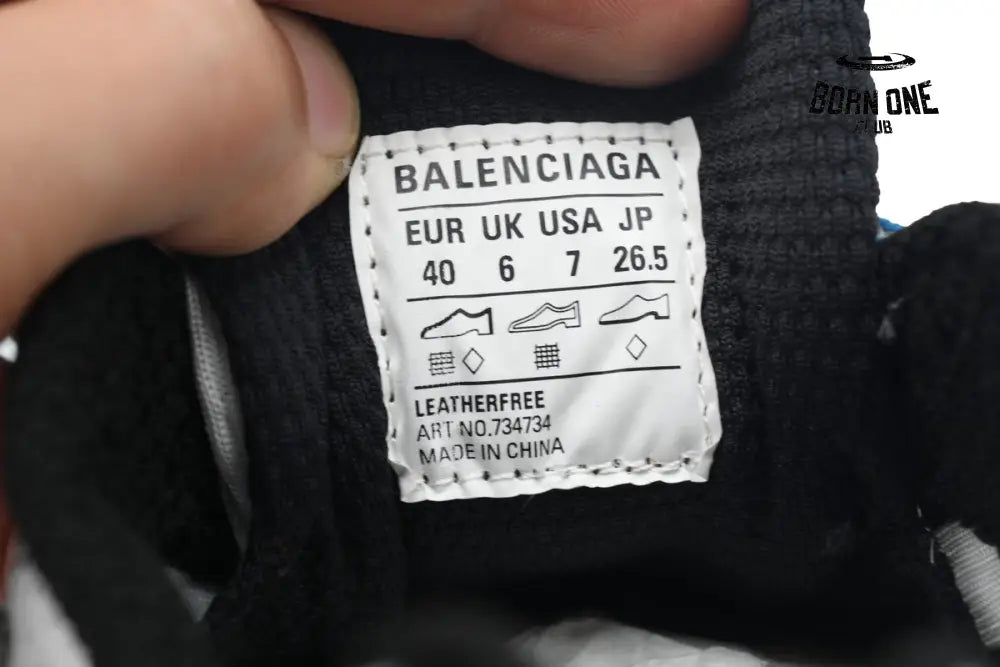 BORN ONE
CLUB
BALENCIAGA
EUR UK USA JP
40 6 7 26.5
LEATHERFREE
ART NO.734734
MADE IN CHINA